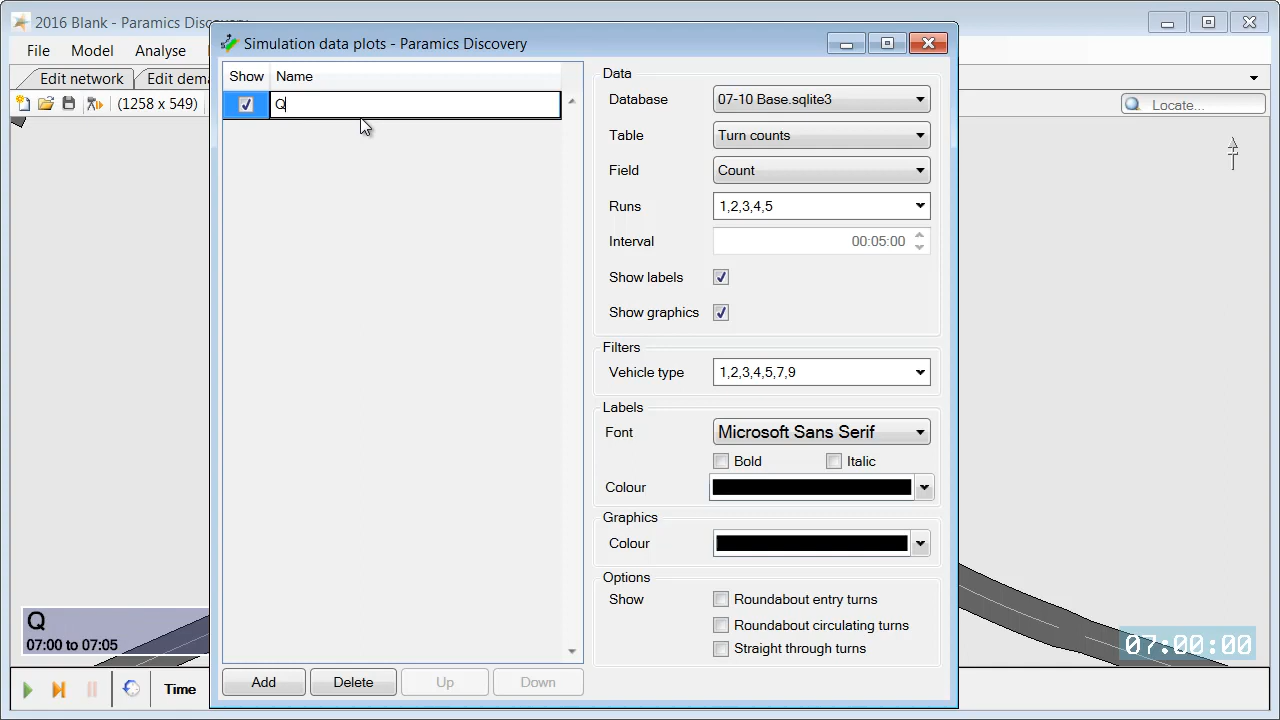 2016 Blank - Paramics Disco
Simulation data plots - Paramics Discovery
File Model Analyse
Edit network
Edit dema
(1258 x 549)
Locate...
Show Name
Q
Data
Database 07-10 Base.sqlite3
Table Turn counts
Field Count
Runs 1,2,3,4,5
Interval 00:05:00
Show labels
Show graphics
Filters
Vehicle type 1,2,3,4,5,7,9
Labels
Font Microsoft Sans Serif
Bold Italic
Colour
Graphics
Colour
Options
Show Roundabout entry turns
Roundabout circulating turns
Straight through turns
Q
07:00 to 07:05
07:00:00
Add Delete Up Down
Time